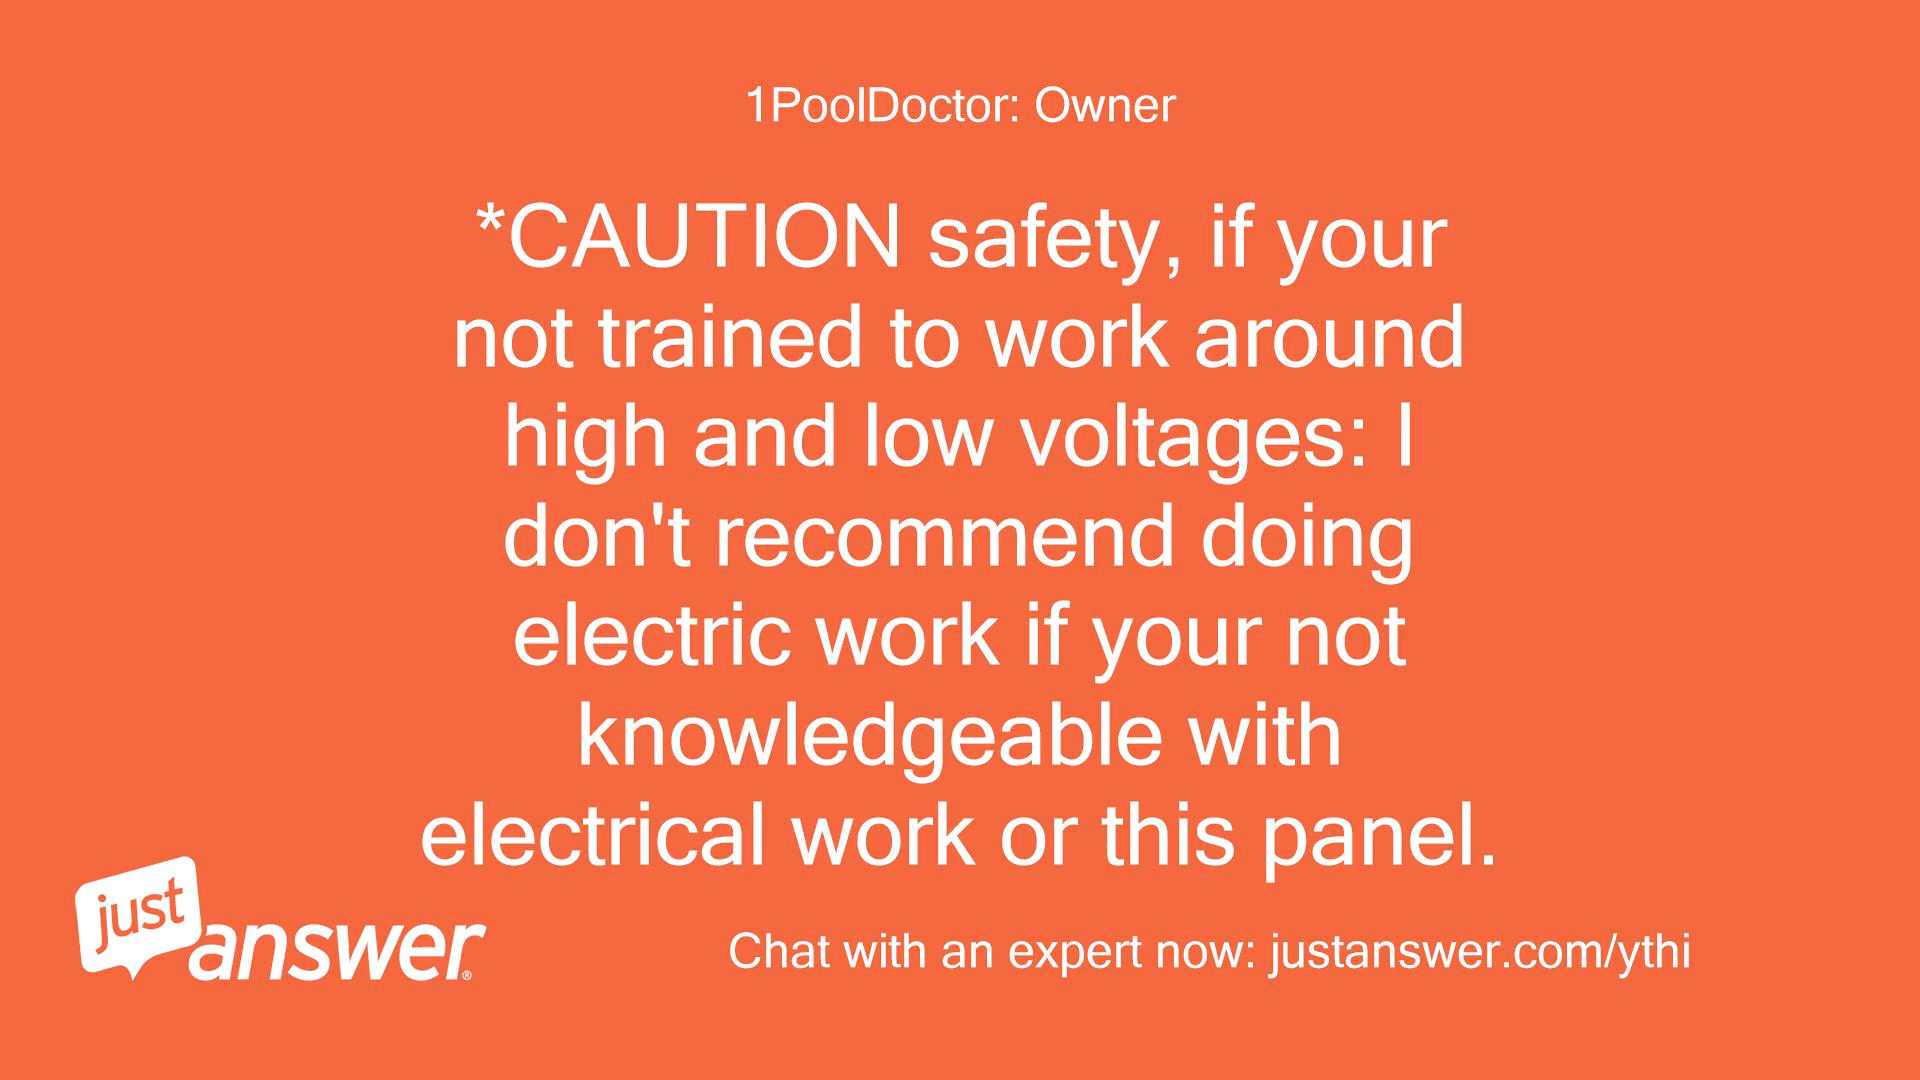 1PoolDoctor: Owner
*CAUTION safety, if your
not trained to work around
high and low voltages: I
don't recommend doing
electric work if your not
knowledgeable with
electrical work or this panel.
just
answer®
Chat with an expert now: justanswer.com/ythi